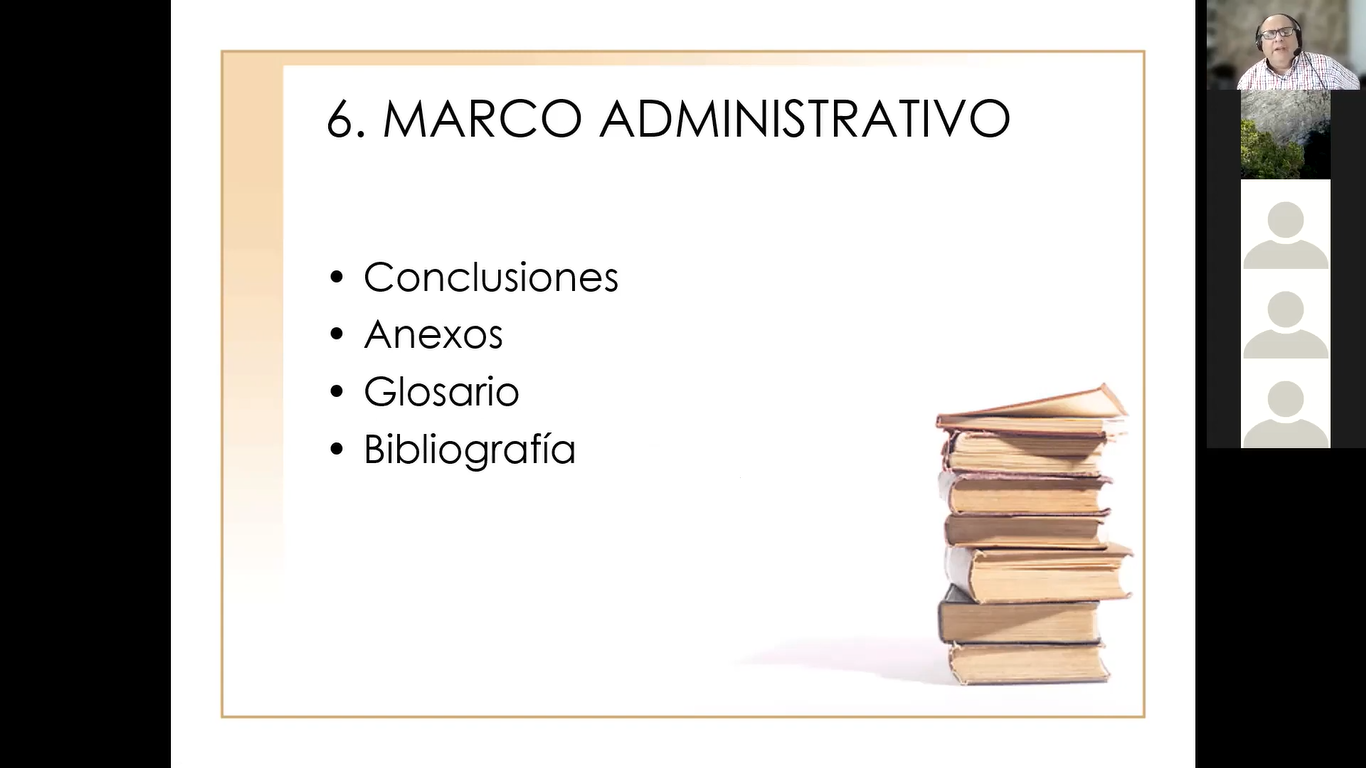 6. MARCO ADMINISTRATIVO
• Conclusiones
• Anexos
• Glosario
• Bibliografía